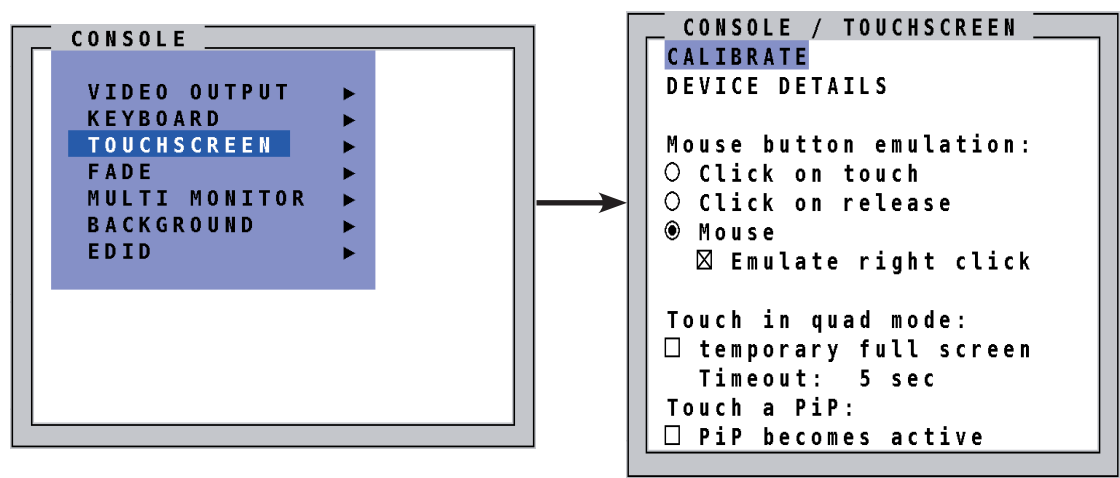 CONSOLE
VIDEO OUTPUT ►
KEYBOARD ►
TOUCHSCREEN ►
FADE ►
MULTI MONITOR ►
BACKGROUND ►
EDID ►
CONSOLE / TOUCHSCREEN
CALIBRATE
DEVICE DETAILS
Mouse button emulation:
Click on touch
Click on release
Mouse
Emulate right click
Touch in quad mode:
temporary full screen
Timeout: 5 sec
Touch a PiP:
PiP becomes active